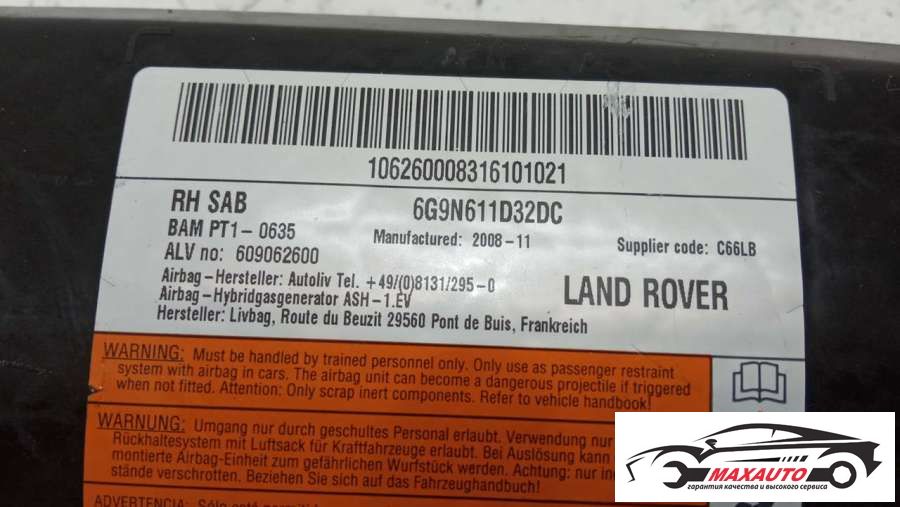 106260008316101021
RH SAB
6G9N611D32DC
BAM PT1-0635
Manufactured: 2008-11
Supplier code: C66LB
ALV no: 609062600
Airbag-Hersteller: Autoliv Tel. +49/(0)8131/295-0
LAND ROVER
Airbag-Hybridgasgenerator ASH-1.EV
Hersteller: Livbag, Route du Beuzit 29560 Pont de Buis, Frankreich
WARNING: Must be handled by trained personnel only. Only use as passenger restraint
system with airbag in cars. The airbag unit can become a dangerous projectile if triggered
when not fitted. Attention: Only scrap inert components. Refer to vehicle handbook!
WARNUNG: Umgang nur durch geschultes Personal erlaubt. Verwendung nur
Rückhaltesystem mit Luftsack für Kraftfahrzeuge erlaubt. Bei Auslösung kann
montierte Airbag-Einheit zum gefährlichen Wurfstück werden. Achtung: nur
stände verschrotten. Beziehen Sie sich auf das Fahrzeughandbuch!
ADVERTENCIA: Sólo está
MAXAUTO
гарантия качества и высокого сервиса